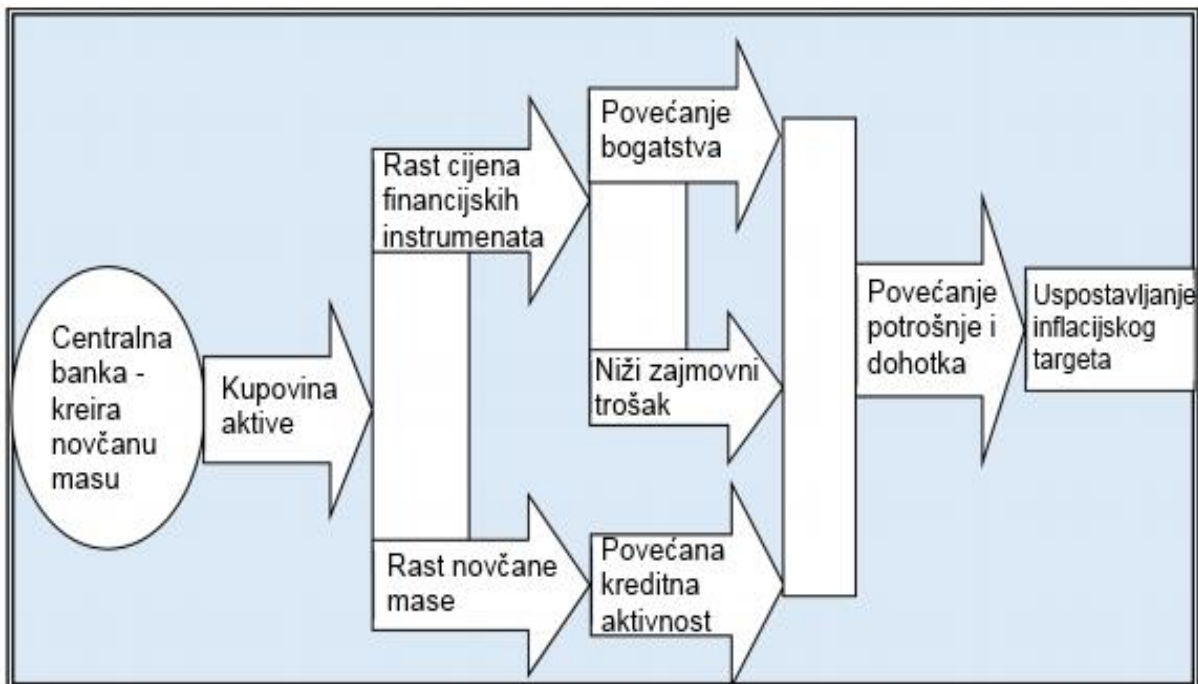 Centralna
banka -
kreira
novčanu
masu
Kupovina
aktive
Rast cijena
financijskih
instrumenata
Rast novčane
mase
Povećanje
bogatstva
Niži zajmovni
trošak
Povećana
kreditna
aktivnost
Povećanje
potrošnje i
dohotka
Uspostavljanje
inflacijskog
targeta